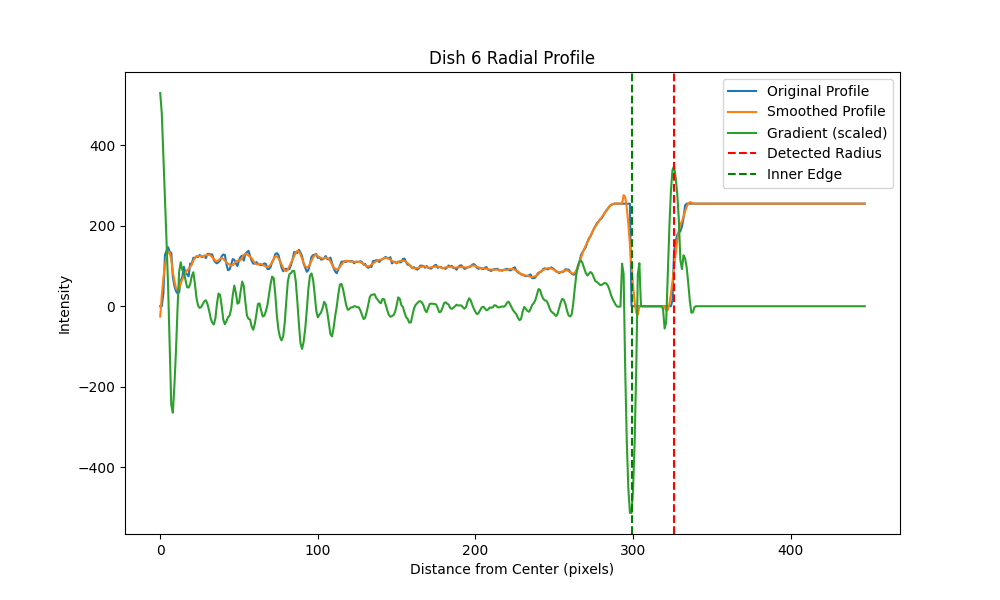 Dish 6 Radial Profile
Original Profile
Smoothed Profile
Gradient (scaled)
Detected Radius
Inner Edge
400
200
0
−200
−400
Intensity
0 100 200 300 400
Distance from Center (pixels)